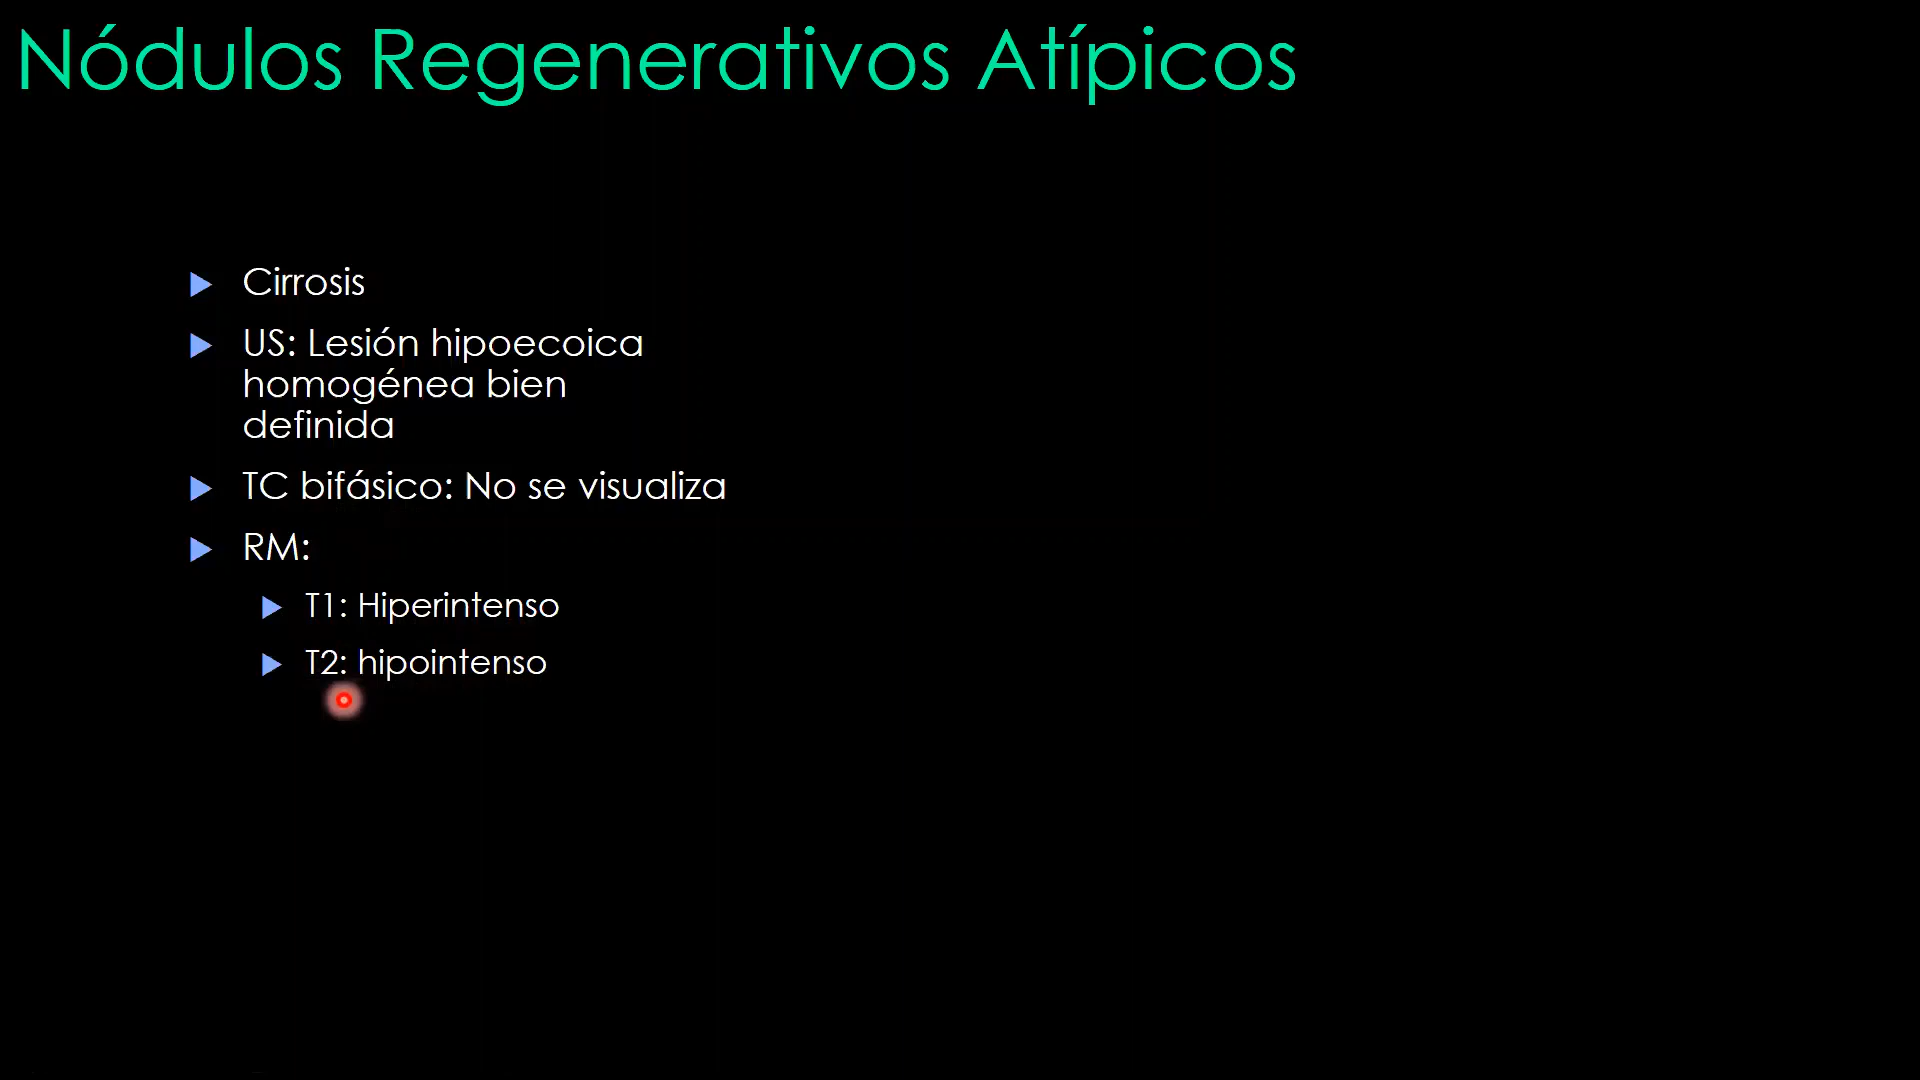 Nódulos Regenerativos Atípicos
Cirrosis
US: Lesión hipoecoica
homogénea bien
definida
TC bifásico: No se visualiza
RM:
T1: Hiperintenso
T2: hipointenso